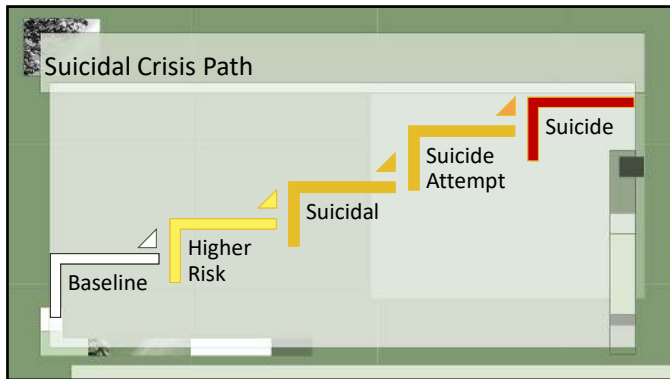 Suicidal Crisis Path
Baseline
Higher
Risk
Suicidal
Suicide
Attempt
Suicide